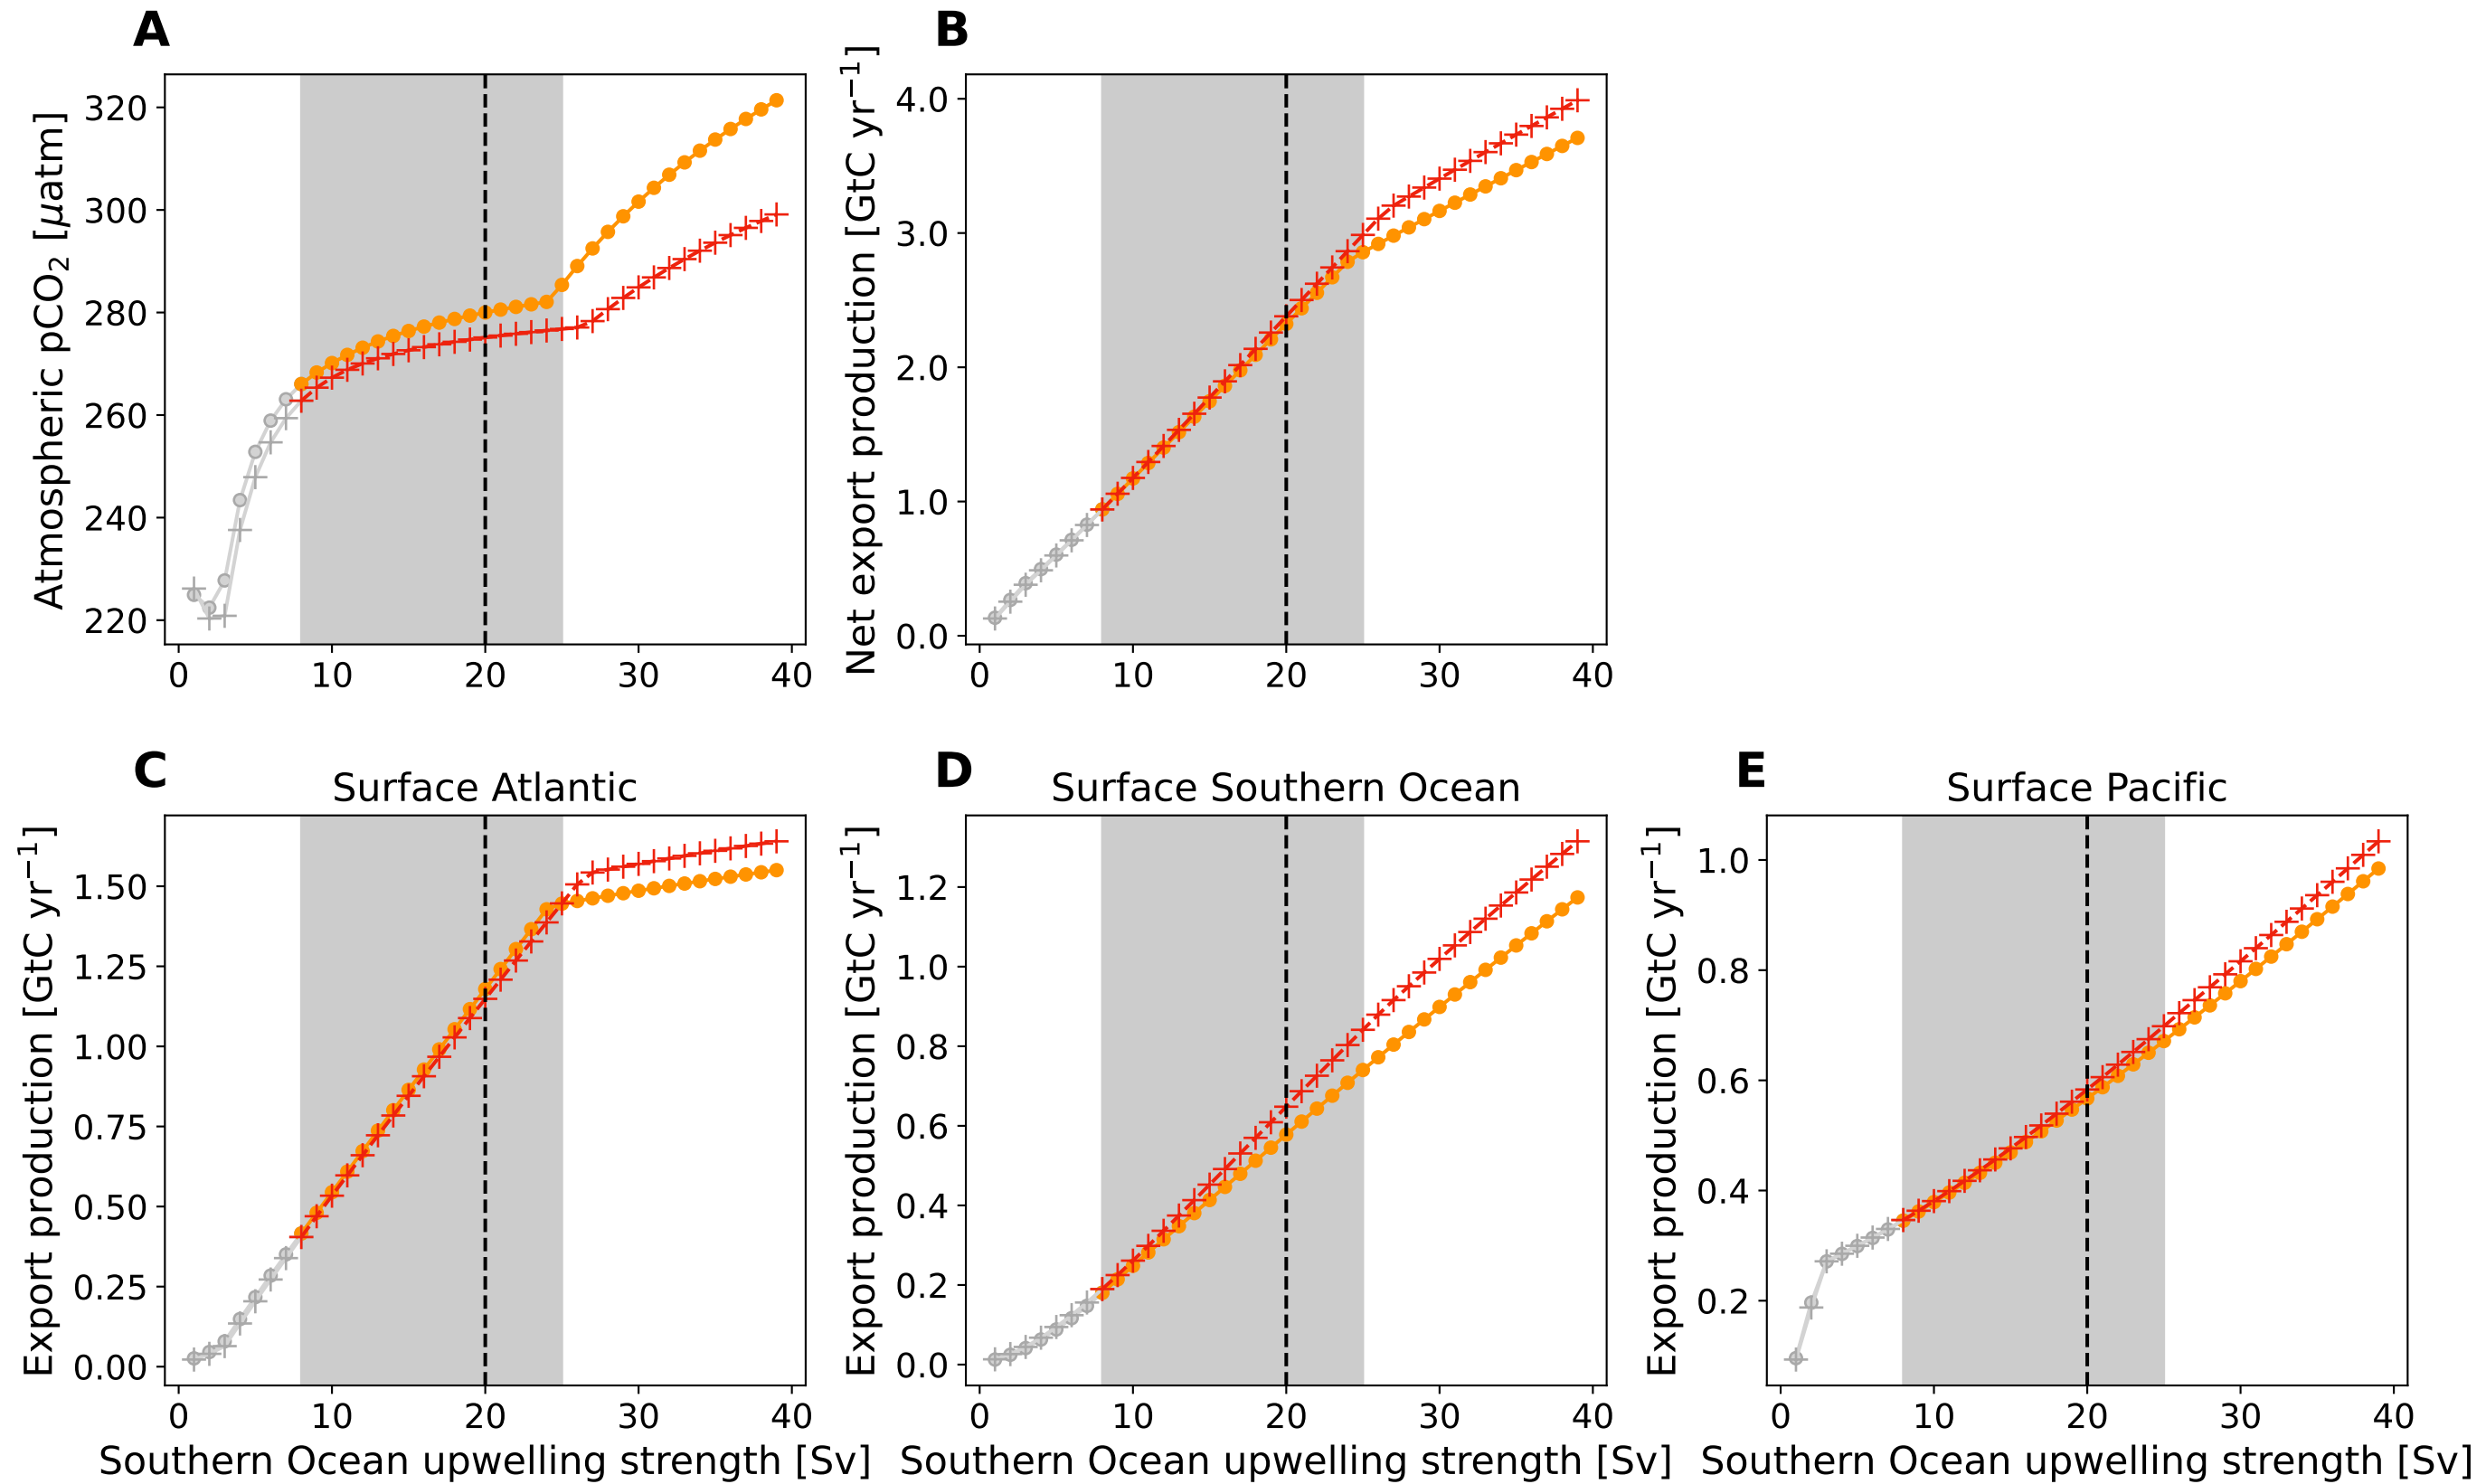 A
Atmospheric pCO₂ [μatm]
320
300
280
260
240
220
0 10 20 30 40
B
Net export production [GtC yr⁻¹]
4.0
3.0
2.0
1.0
0.0
0 10 20 30 40
C
Surface Atlantic
Export production [GtC yr⁻¹]
1.50
1.25
1.00
0.75
0.50
0.25
0.00
0 10 20 30 40
Southern Ocean upwelling strength [Sv]
D
Surface Southern Ocean
Export production [GtC yr⁻¹]
1.2
1.0
0.8
0.6
0.4
0.2
0.0
0 10 20 30 40
Southern Ocean upwelling strength [Sv]
E
Surface Pacific
Export production [GtC yr⁻¹]
1.0
0.8
0.6
0.4
0.2
0 10 20 30 40
Southern Ocean upwelling strength [Sv]